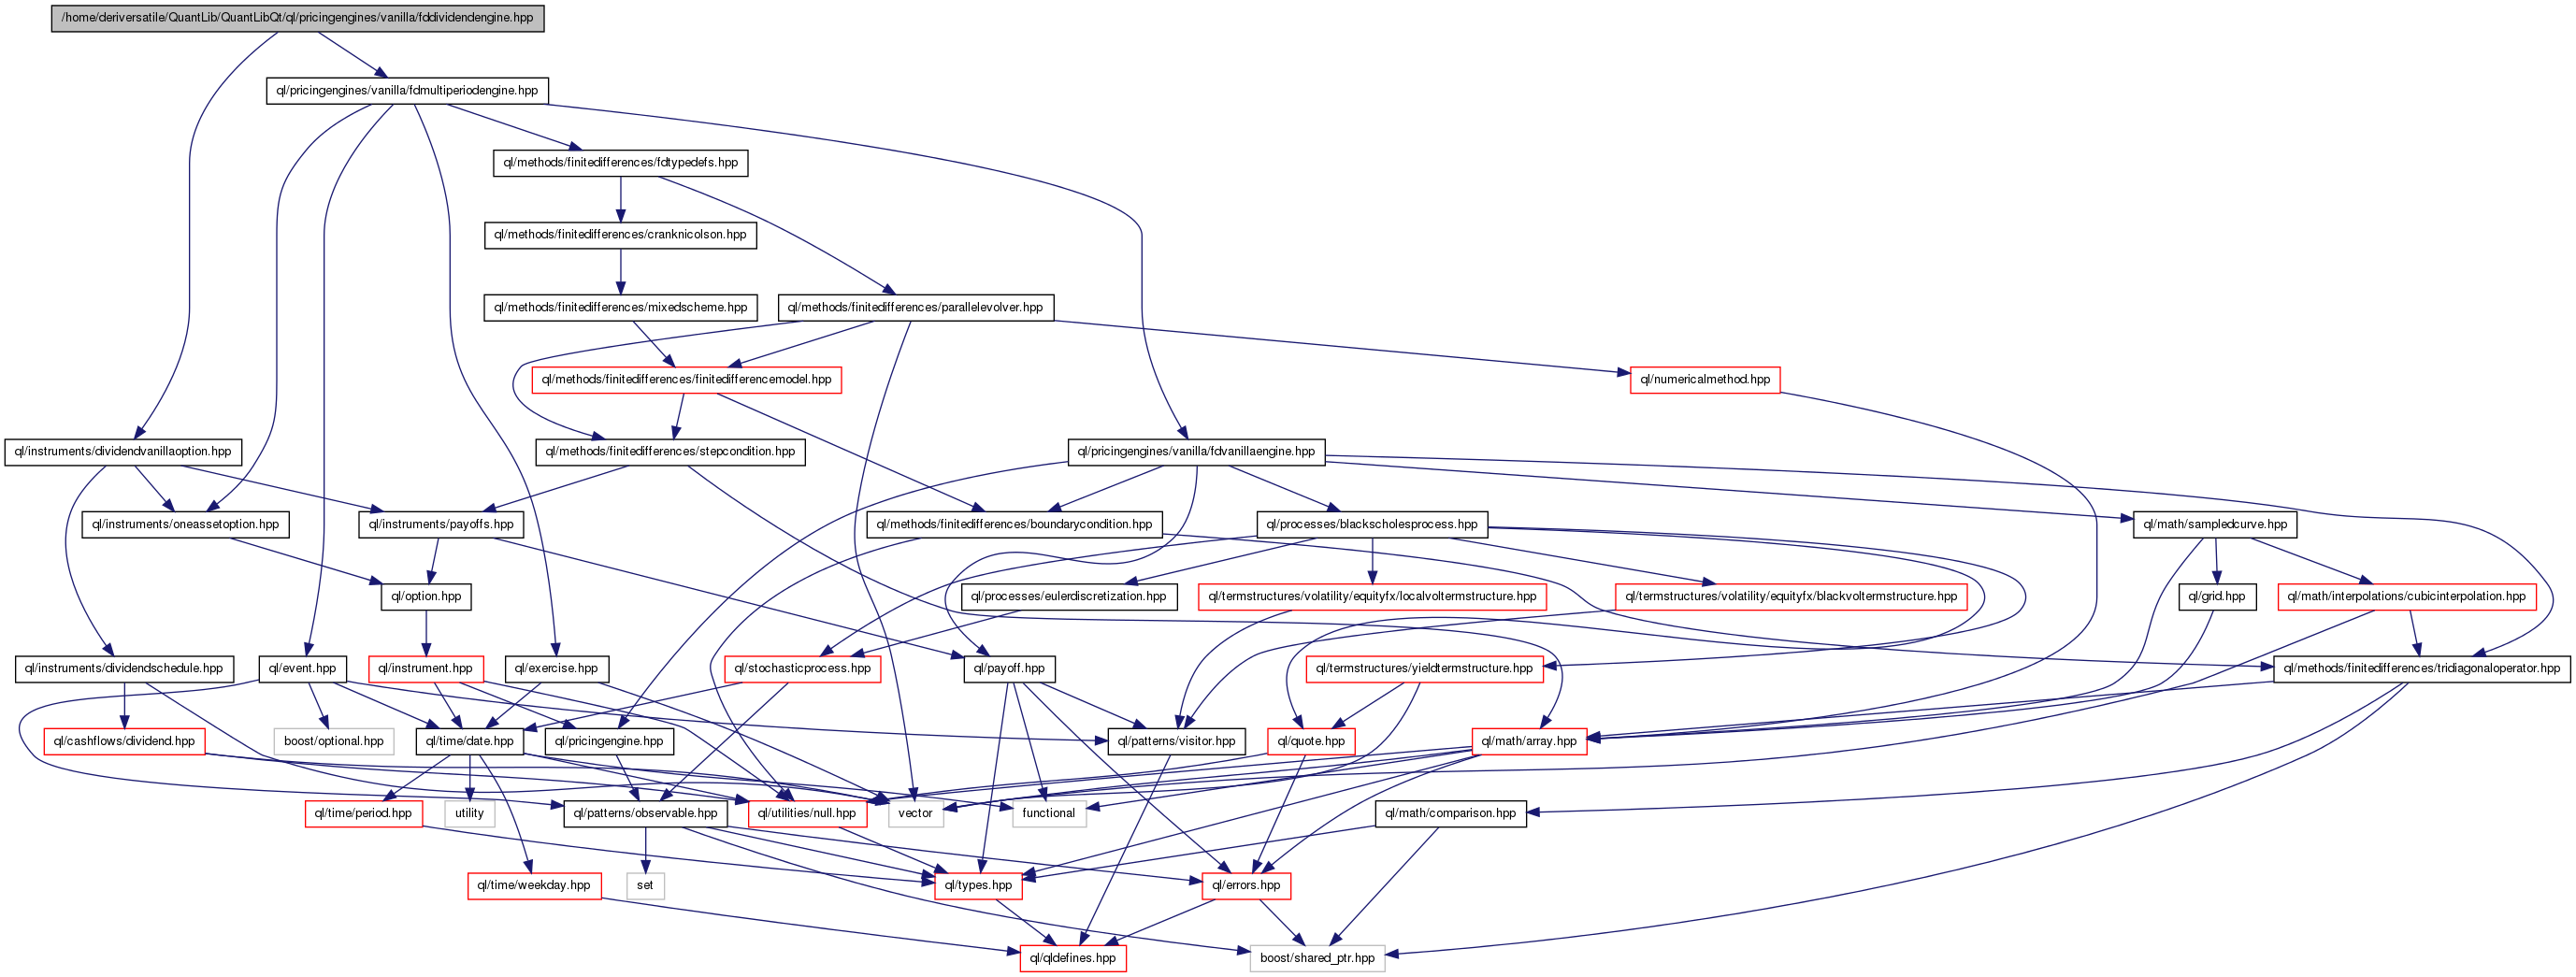 /home/deriversatile/QuantLib/QuantLibQt/ql/pricingengines/vanilla/fddividendengine.hpp
ql/pricingengines/vanilla/fdmultiperiodengine.hpp
ql/methods/finitedifferences/fdtypedefs.hpp
ql/methods/finitedifferences/cranknicolson.hpp
ql/methods/finitedifferences/mixedscheme.hpp
ql/methods/finitedifferences/parallelevolver.hpp
ql/methods/finitedifferences/finitedifferencemodel.hpp
ql/numericalmethod.hpp
ql/instruments/dividendvanillaoption.hpp
ql/methods/finitedifferences/stepcondition.hpp
ql/pricingengines/vanilla/fdvanillaengine.hpp
ql/instruments/oneassetoption.hpp
ql/instruments/payoffs.hpp
ql/methods/finitedifferences/boundarycondition.hpp
ql/processes/blackscholesprocess.hpp
ql/math/sampledcurve.hpp
ql/option.hpp
ql/processes/eulerdiscretization.hpp
ql/termstructures/volatility/equityfx/localvoltermstructure.hpp
ql/termstructures/volatility/equityfx/blackvoltermstructure.hpp
ql/grid.hpp
ql/math/interpolations/cubicinterpolation.hpp
ql/instruments/dividendschedule.hpp
ql/event.hpp
ql/instrument.hpp
ql/exercise.hpp
ql/stochasticprocess.hpp
ql/payoff.hpp
ql/termstructures/yieldtermstructure.hpp
ql/methods/finitedifferences/tridiagonaloperator.hpp
ql/cashflows/dividend.hpp
boost/optional.hpp
ql/time/date.hpp
ql/pricingengine.hpp
ql/patterns/visitor.hpp
ql/quote.hpp
ql/math/array.hpp
ql/time/period.hpp
utility
ql/patterns/observable.hpp
ql/utilities/null.hpp
vector
functional
ql/math/comparison.hpp
ql/time/weekday.hpp
set
ql/types.hpp
ql/errors.hpp
ql/qldefines.hpp
boost/shared_ptr.hpp